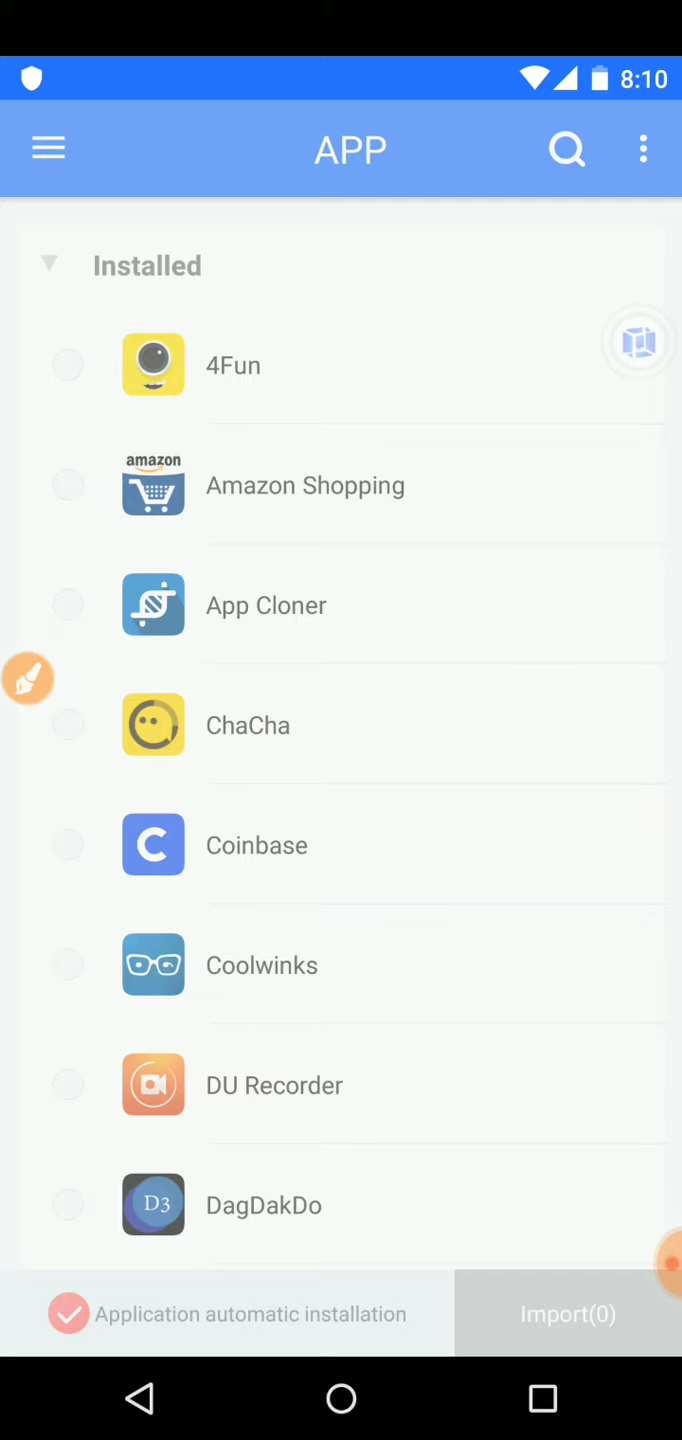 8:10
APP
Installed
4Fun
amazon
Amazon Shopping
App Cloner
ChaCha
C
Coinbase
Coolwinks
DU Recorder
D3
DagDakDo
Application automatic installation
Import(0)